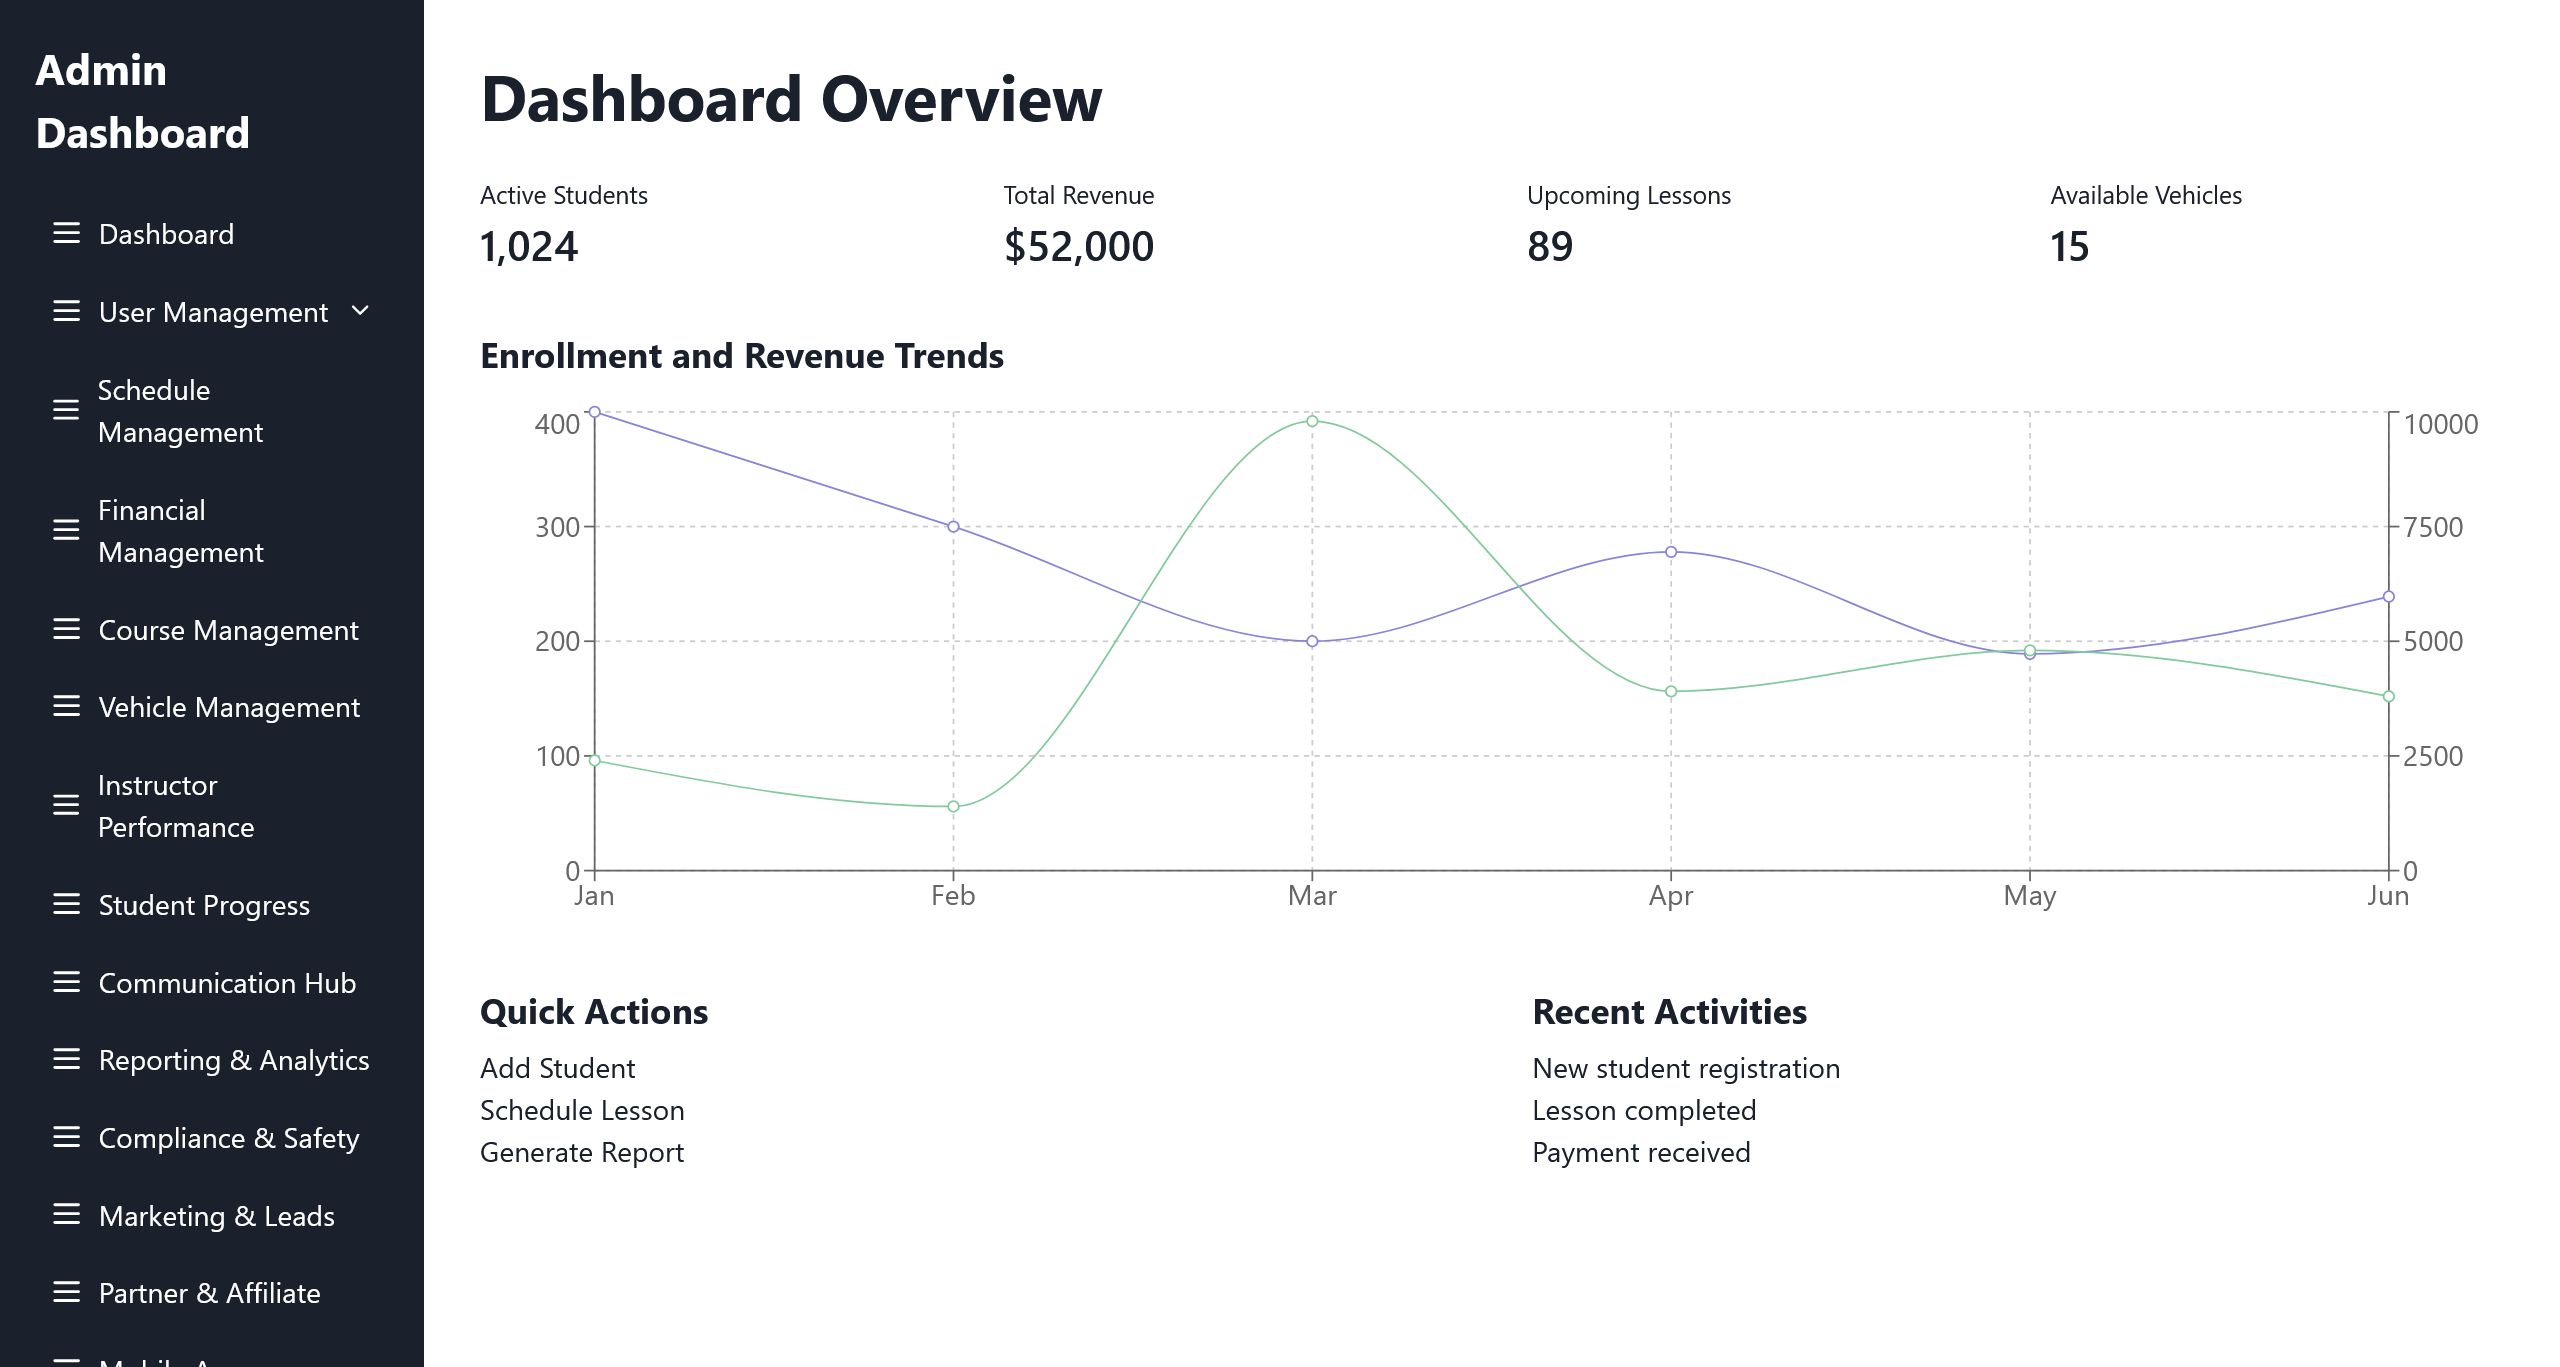 Admin
Dashboard
Dashboard
User Management
Schedule
Management
Financial
Management
Course Management
Vehicle Management
Instructor
Performance
Student Progress
Communication Hub
Reporting & Analytics
Compliance & Safety
Marketing & Leads
Partner & Affiliate
Dashboard Overview
Active Students
1,024
Total Revenue
$52,000
Upcoming Lessons
89
Available Vehicles
15
Enrollment and Revenue Trends
400
300
200
100
0
10000
7500
5000
2500
0
Jan Feb Mar Apr May Jun
Quick Actions
Add Student
Schedule Lesson
Generate Report
Recent Activities
New student registration
Lesson completed
Payment received